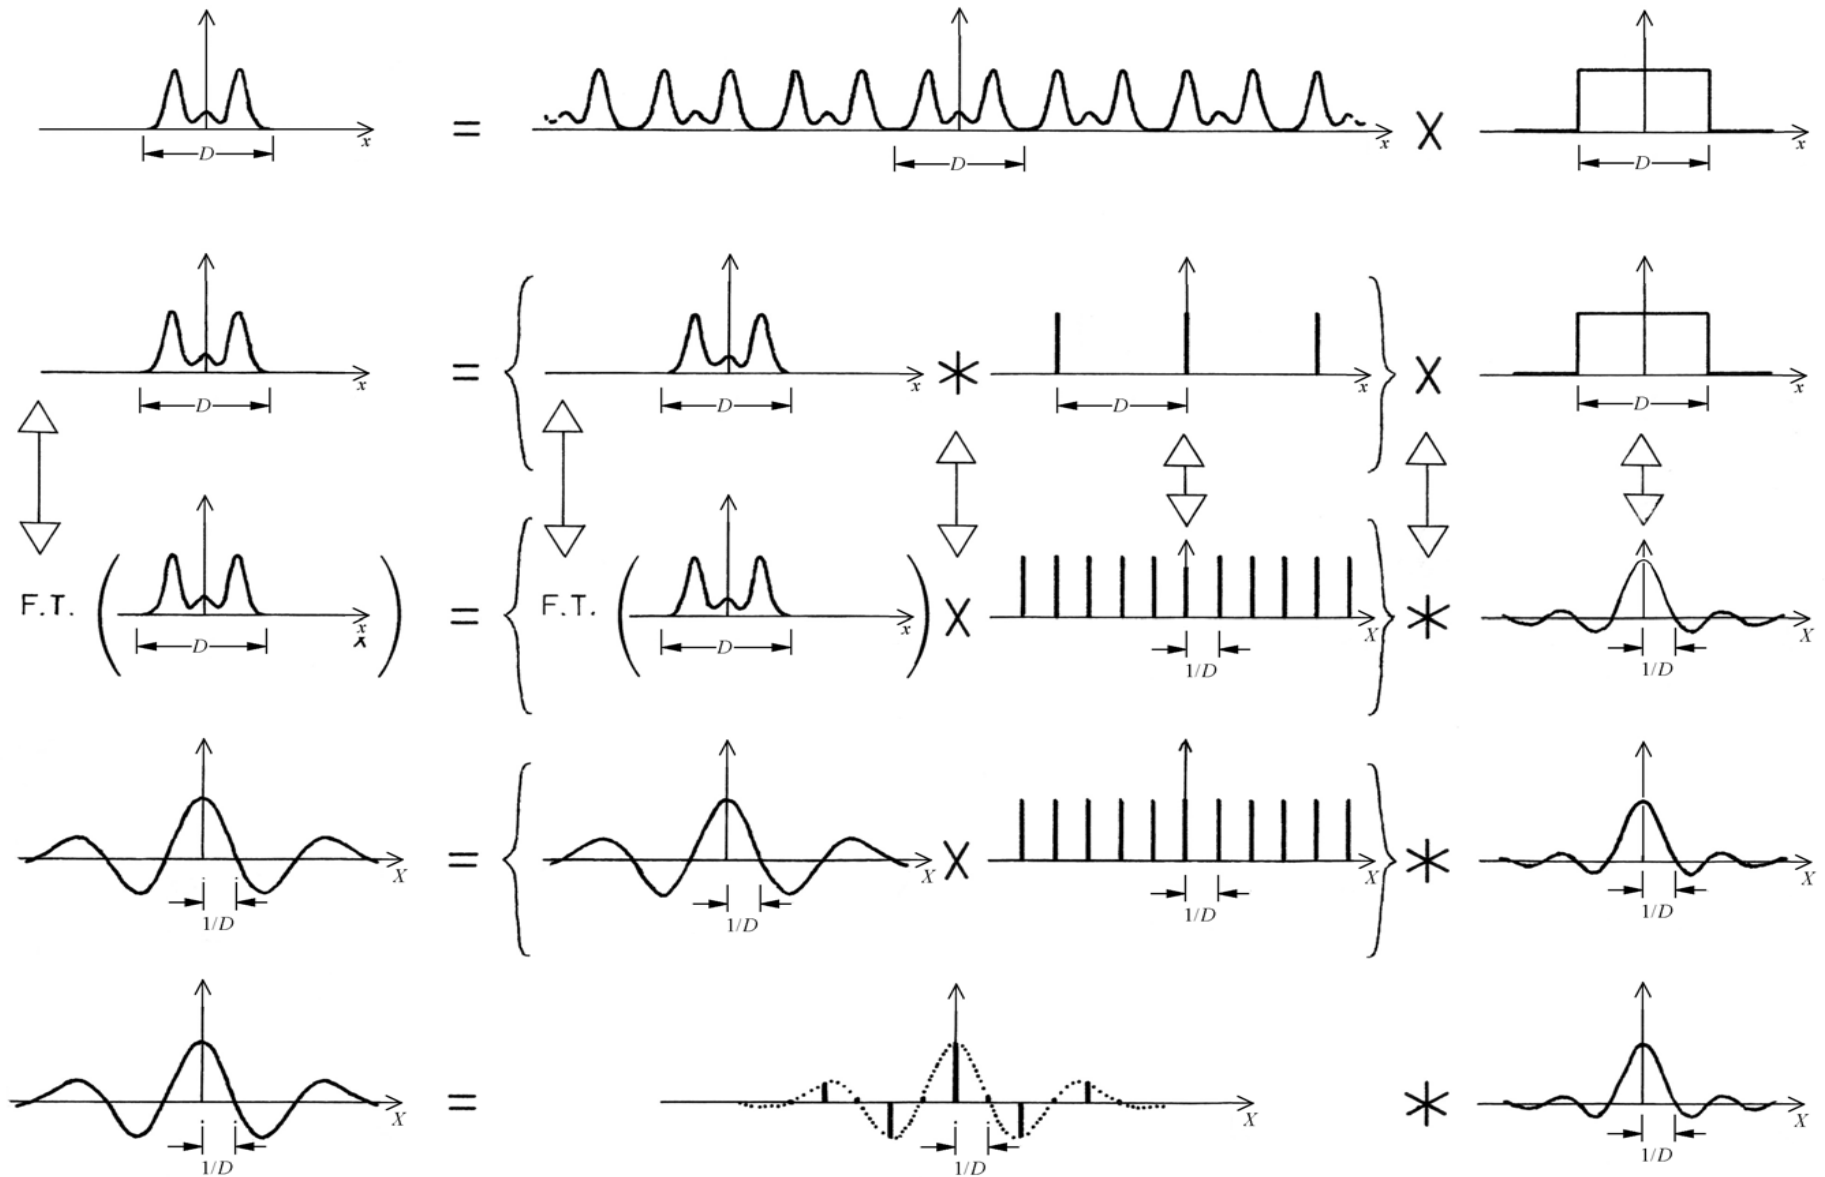 x = x X x
D D D
x = { x * x } X x
D D D D
F.T. ( x ) = { F.T. ( x ) X X } * X
x
D D 1/D 1/D
X = { X X X } * X
1/D 1/D 1/D 1/D
X = X * X
1/D 1/D 1/D